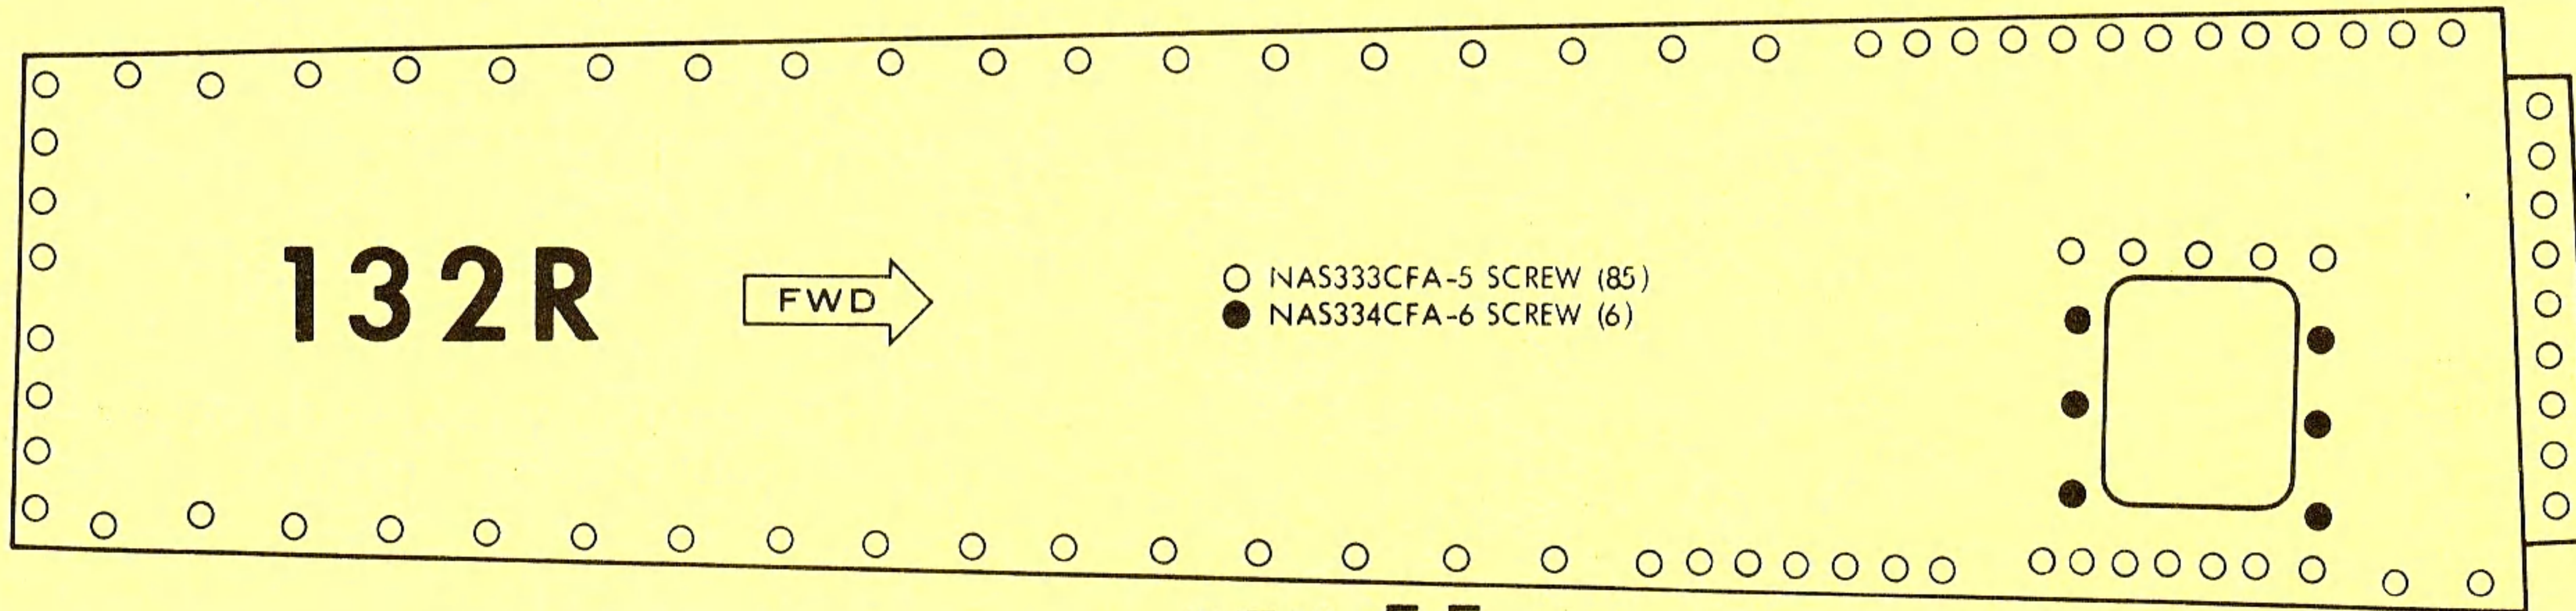 132R
FWD
NAS333CFA-5 SCREW (85)
NAS334CFA-6 SCREW (6)